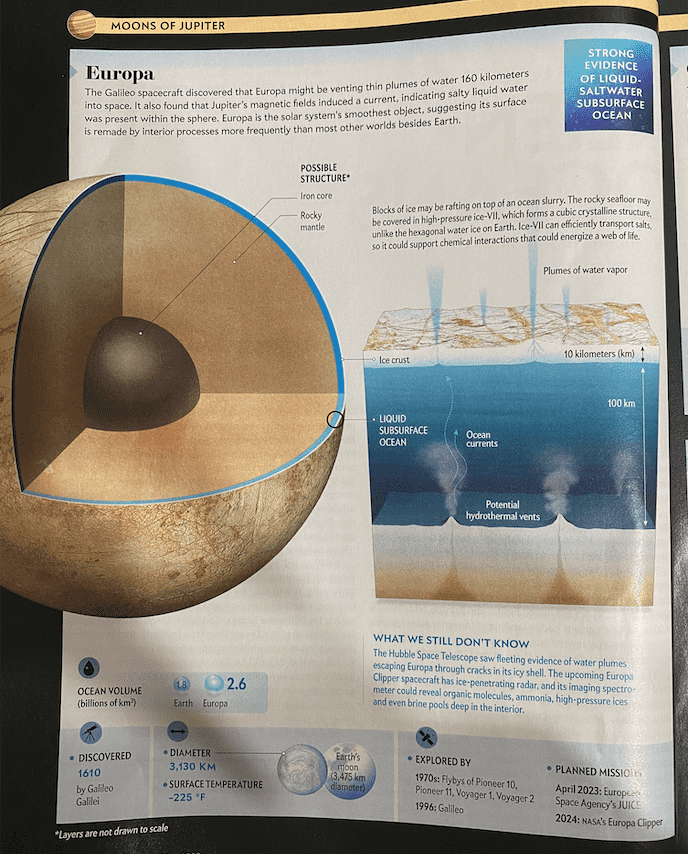 MOONS OF JUPITER
Europa
The Galileo spacecraft discovered that Europa might be venting thin plumes of water 160 kilometers
into space. It also found that Jupiter's magnetic fields induced a current, indicating salty liquid water
was present within the sphere. Europa is the solar system's smoothest object, suggesting its surface
is remade by interior processes more frequently than most other worlds besides Earth.
STRONG
EVIDENCE
OF LIQUID-
SALTWATER
SUBSURFACE
OCEAN
POSSIBLE
STRUCTURE*
Iron core
Rocky
mantle
Blocks of ice may be rafting on top of an ocean slurry. The rocky seafloor may
be covered in high-pressure ice-VII, which forms a cubic crystalline structure,
unlike the hexagonal water ice on Earth. Ice-VII can efficiently transport salts,
so it could support chemical interactions that could energize a web of life.
Plumes of water vapor
Ice crust
10 kilometers (km)
100 km
LIQUID
SUBSURFACE
OCEAN
Ocean
currents
Potential
hydrothermal vents
WHAT WE STILL DON'T KNOW
The Hubble Space Telescope saw fleeting evidence of water plumes
escaping Europa through cracks in its icy shell. The upcoming Europa
Clipper spacecraft has ice-penetrating radar, and its imaging spectro-
meter could reveal organic molecules, ammonia, high-pressure ices
and even brine pools deep in the interior.
OCEAN VOLUME
(billions of km³)
1.8
Earth
2.6
Europa
• DISCOVERED
1610
by Galileo
Galilei
• DIAMETER
3,130 KM
• SURFACE TEMPERATURE
–225 °F
Earth's
moon
(3,475 km
diameter)
• EXPLORED BY
1970s: Flybys of Pioneer 10,
Pioneer 11, Voyager 1, Voyager 2
1996: Galileo
• PLANNED MISSIONS
April 2023: European
Space Agency's JUICE
2024: NASA's Europa Clipper
*Layers are not drawn to scale